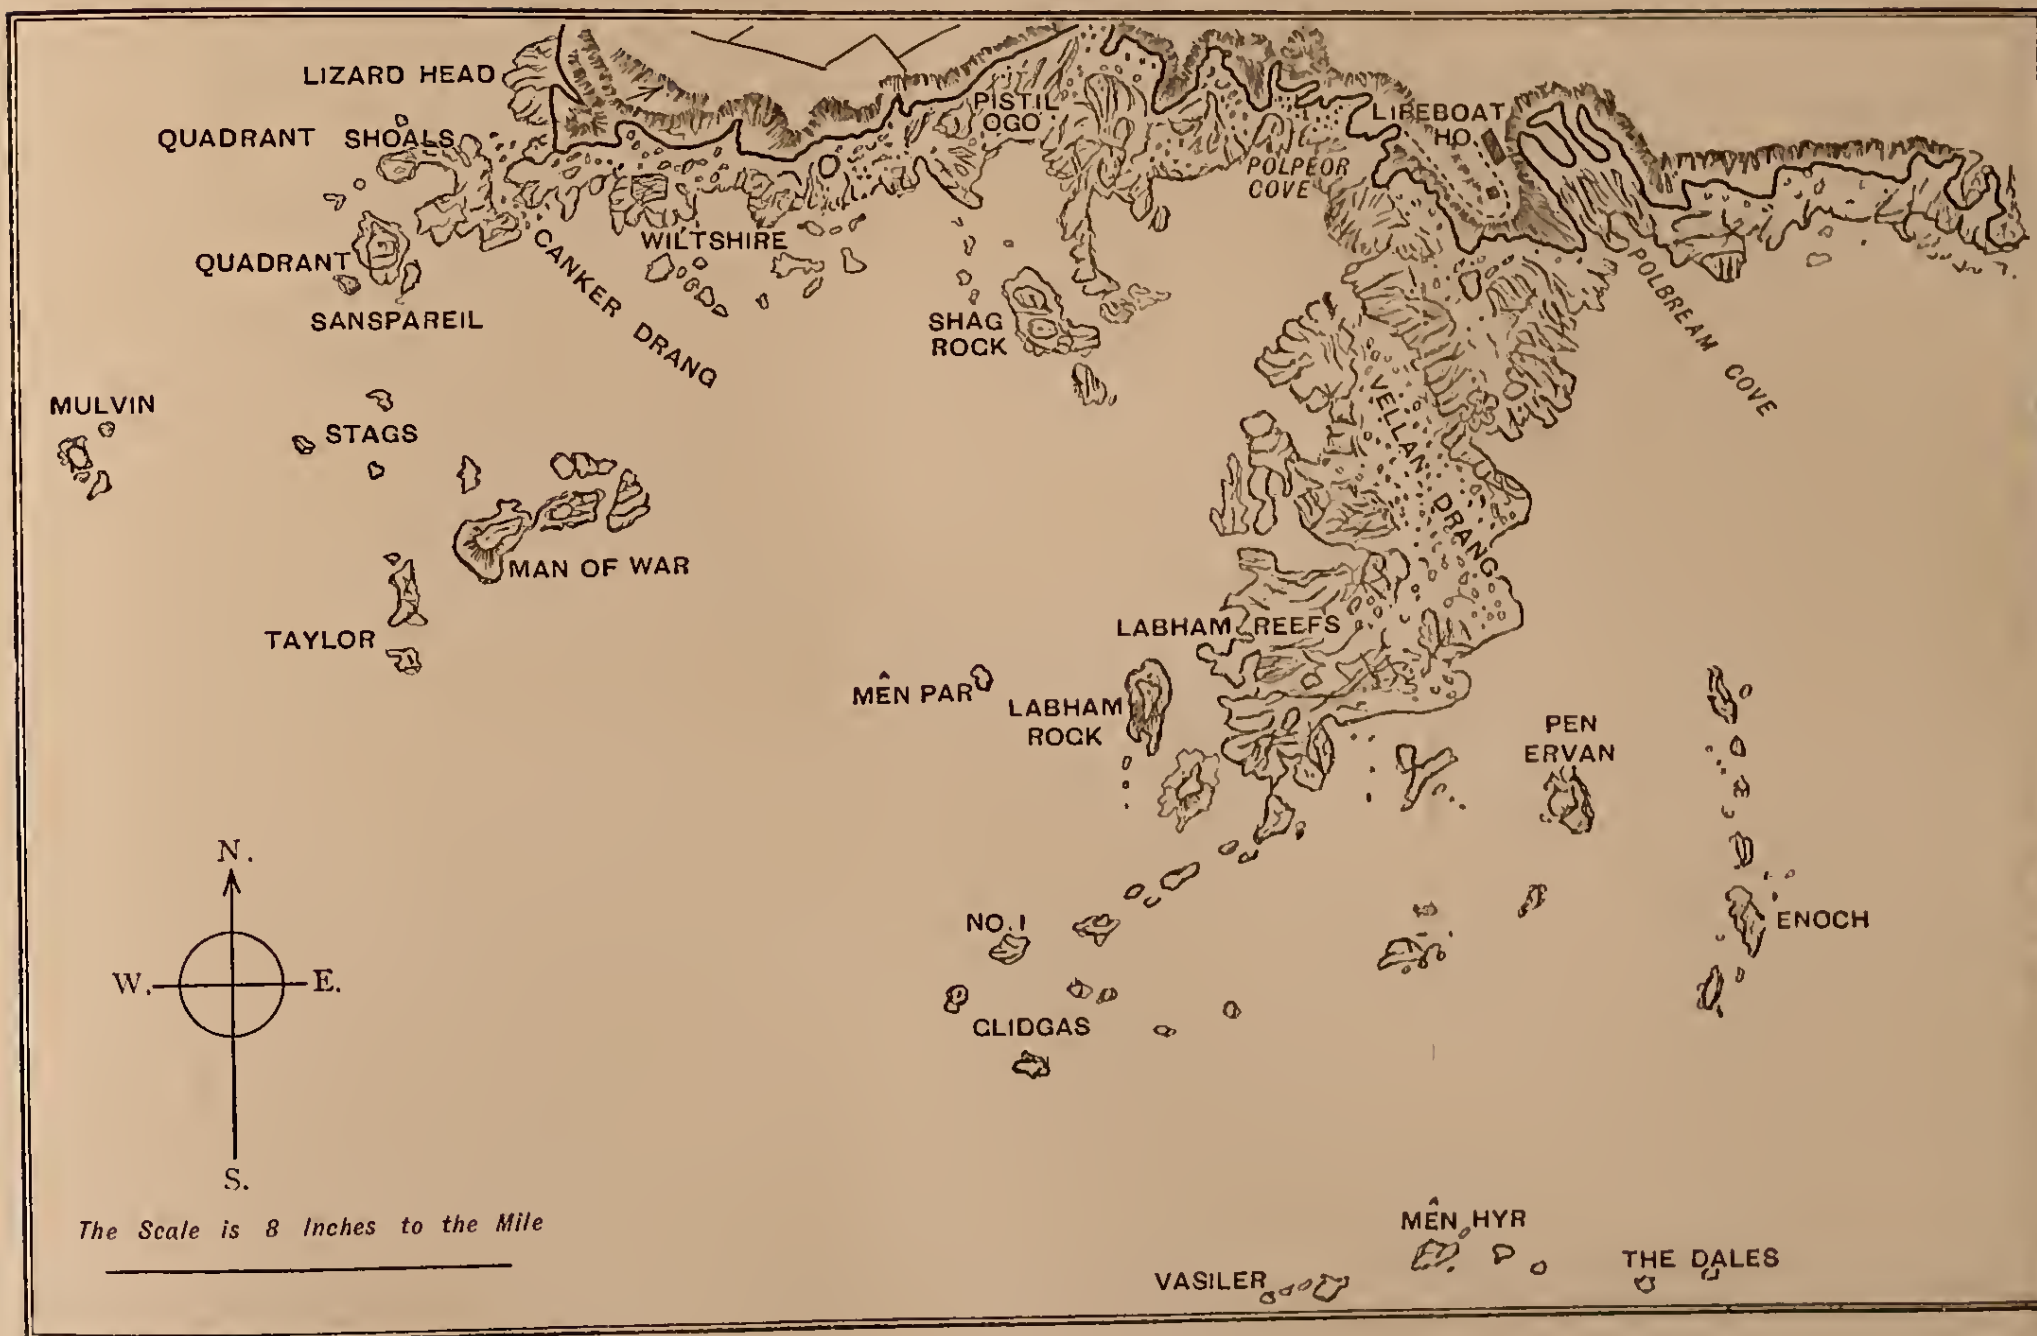 LIZARD HEAD
QUADRANT SHOALS
PISTIL
OGO
LIFEBOAT
HO.
POLPEOR
COVE
QUADRANT
SANSPAREIL
CANKER DRANG
WILTSHIRE
SHAG
ROCK
POLBREAM COVE
MULVIN
STAGS
VELLAN DRANG
MAN OF WAR
TAYLOR
LABHAM REEFS
MÊN PAR
LABHAM
ROCK
PEN
ERVAN
N.
W. E.
S.
NO. 1
ENOCH
CLIDGAS
The Scale is 8 Inches to the Mile
MÊN HYR
VASILER
THE DALES